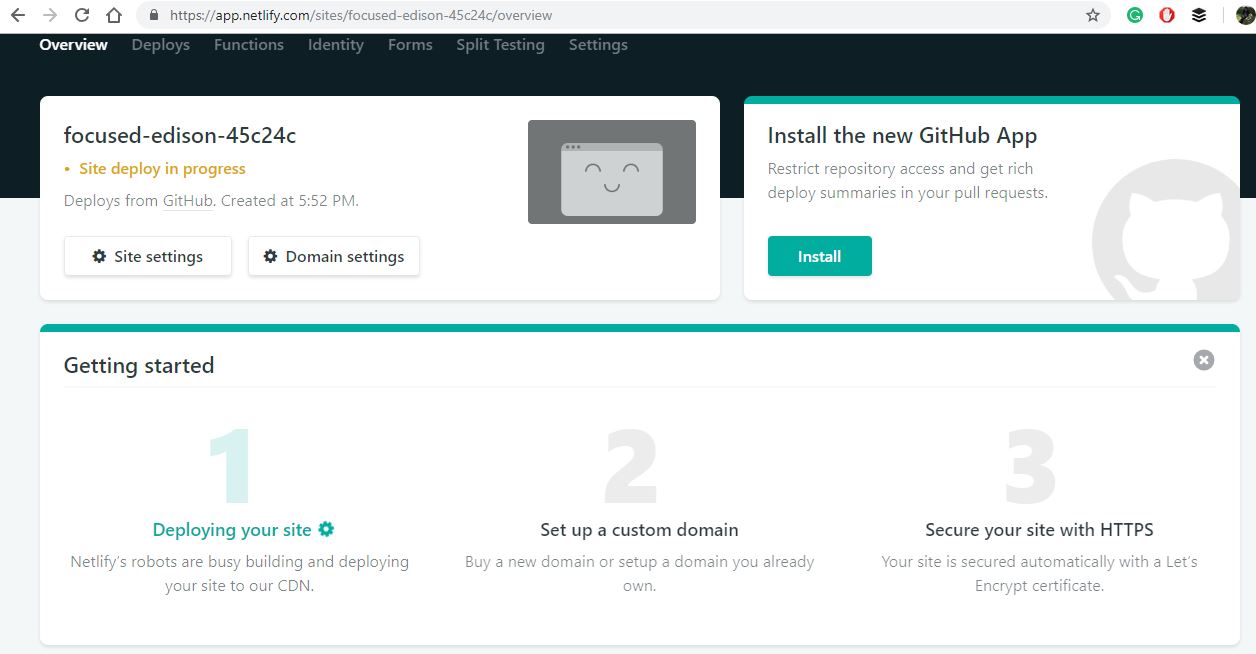 https://app.netlify.com/sites/focused-edison-45c24c/overview
Overview Deploys Functions Identity Forms Split Testing Settings
focused-edison-45c24c
• Site deploy in progress
Deploys from GitHub. Created at 5:52 PM.
Site settings Domain settings
Install the new GitHub App
Restrict repository access and get rich
deploy summaries in your pull requests.
Install
Getting started
1
Deploying your site
Netlify’s robots are busy building and deploying
your site to our CDN.
2
Set up a custom domain
Buy a new domain or setup a domain you already
own.
3
Secure your site with HTTPS
Your site is secured automatically with a Let’s
Encrypt certificate.